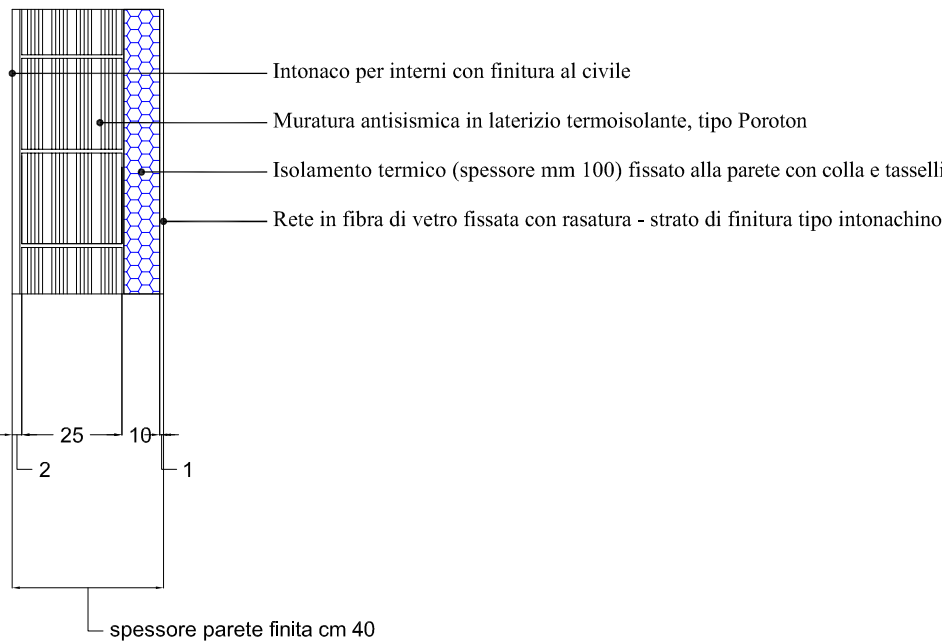 Intonaco per interni con finitura al civile
Muratura antisismica in laterizio termoisolante, tipo Poroton
Isolamento termico (spessore mm 100) fissato alla parete con colla e tasselli
Rete in fibra di vetro fissata con rasatura - strato di finitura tipo intonachino
25 10
2 1
spessore parete finita cm 40